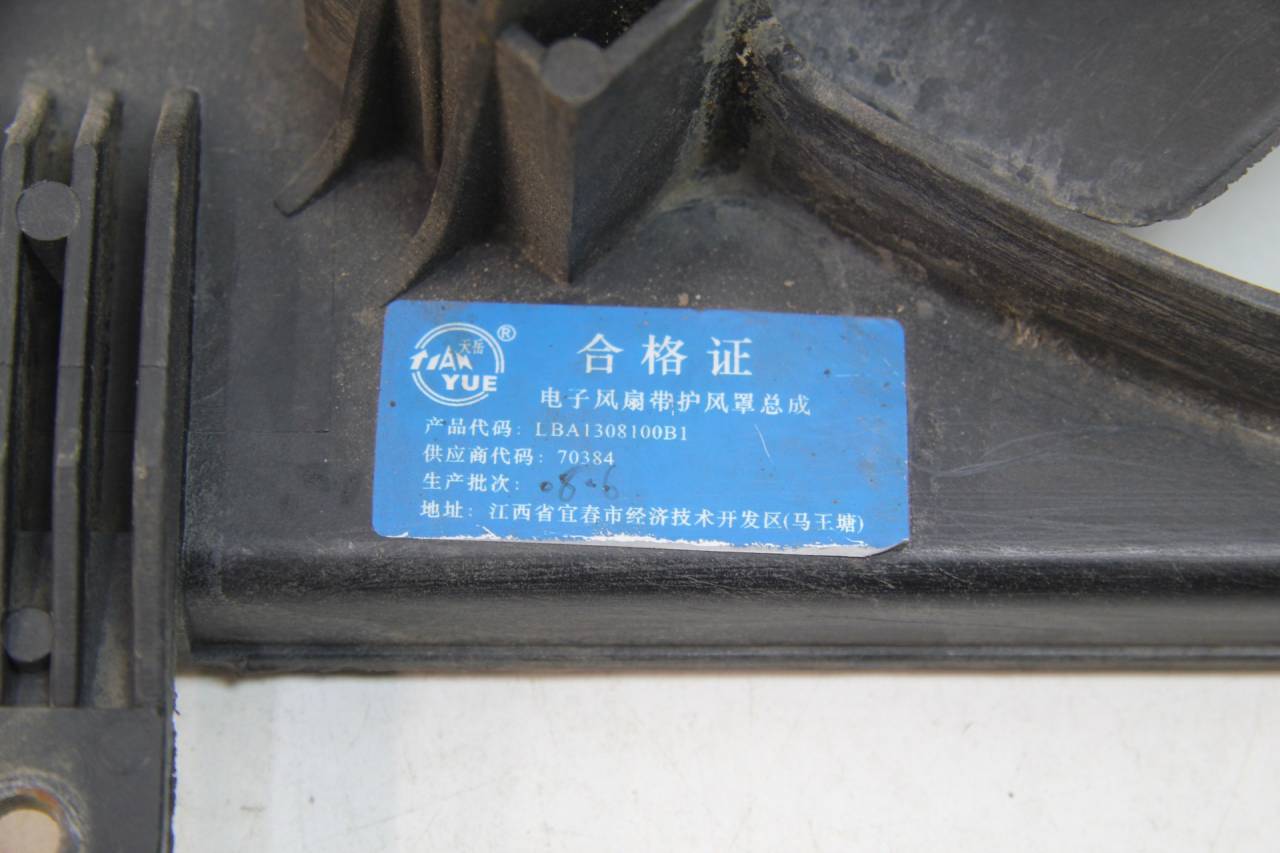 天岳
TIAN
YUE ®
合格证
电子风扇带护风罩总成
产品代码: LBA1308100B1
供应商代码: 70384
生产批次: .8.6
地址: 江西省宜春市经济技术开发区(马王塘)